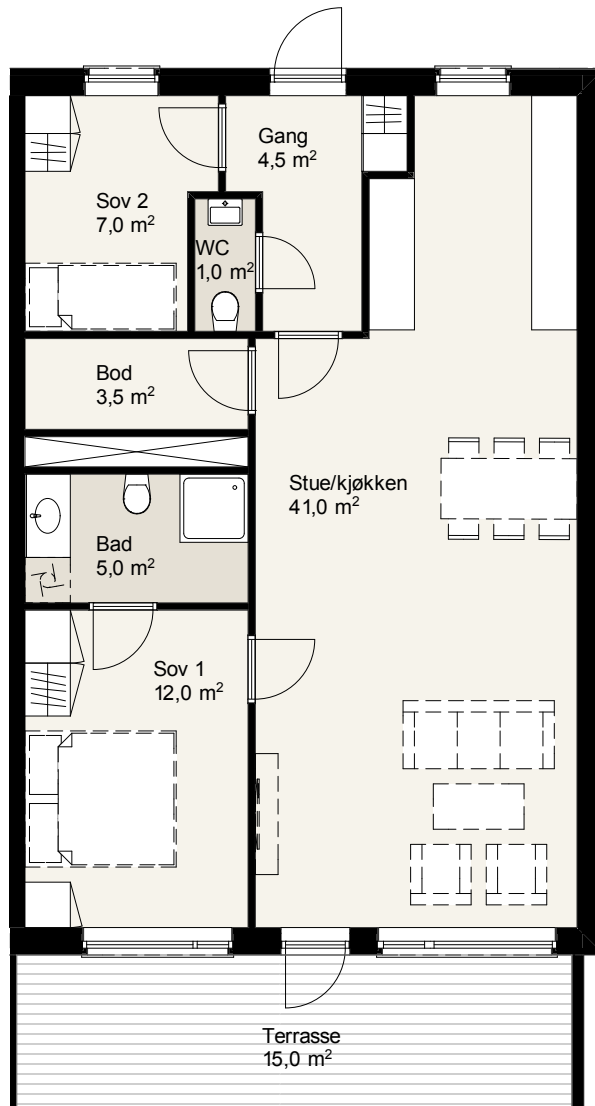 Gang
4,5 m²
Sov 2
7,0 m²
WC
1,0 m²
Bod
3,5 m²
Stue/kjøkken
41,0 m²
Bad
5,0 m²
Sov 1
12,0 m²
Terrasse
15,0 m²